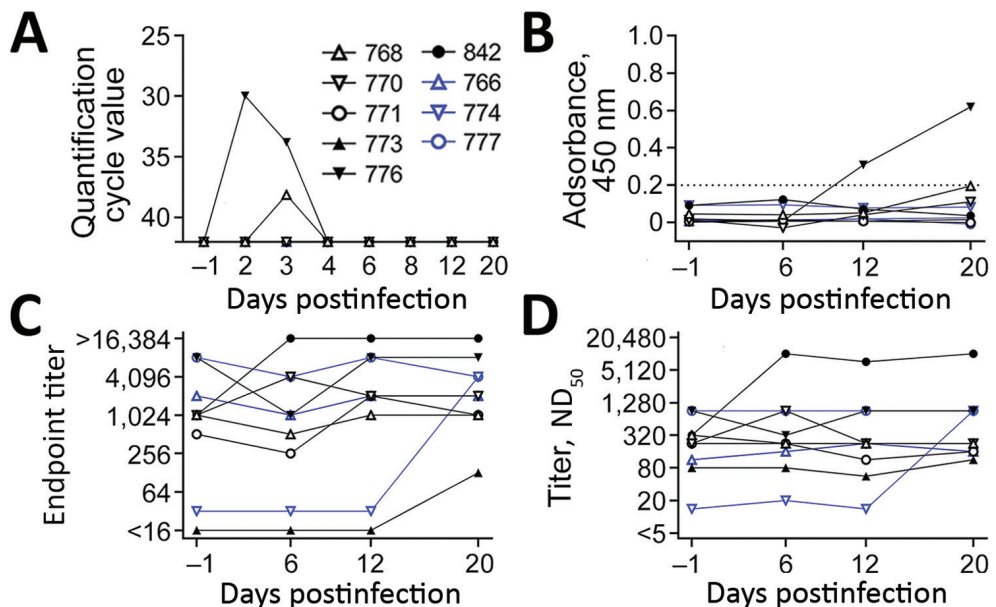 A
Quantification
cycle value
25
30
35
40
–1 2 3 4 6 8 12 20
Days postinfection
768
770
771
773
776
842
766
774
777
B
Adsorbance,
450 nm
1.0
0.8
0.6
0.4
0.2
0
–1 6 12 20
Days postinfection
C
Endpoint titer
>16,384
4,096
1,024
256
64
<16
–1 6 12 20
Days postinfection
D
Titer, ND50
20,480
5,120
1,280
320
80
20
<5
–1 6 12 20
Days postinfection